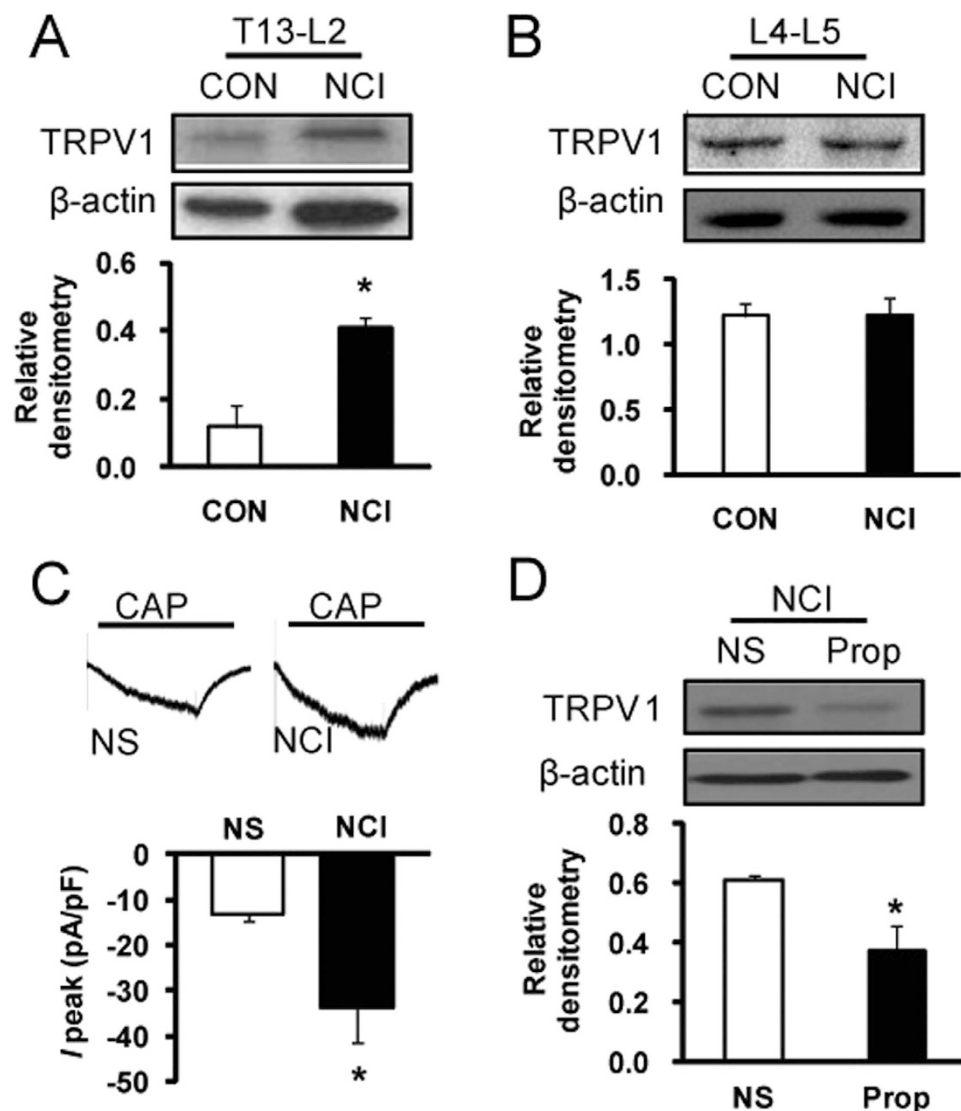 A
T13-L2
CON NCI
TRPV1
β-actin
Relative densitometry
0.6
0.4
0.2
0.0
*
CON NCI
B
L4-L5
CON NCI
TRPV1
β-actin
Relative densitometry
1.5
1.0
0.5
0.0
CON NCI
C
CAP CAP
NS NCI
NS NCI
I peak (pA/pF)
0
-10
-20
-30
-40
-50
*
D
NCI
NS Prop
TRPV1
β-actin
Relative densitometry
0.8
0.6
0.4
0.2
0.0
*
NS Prop